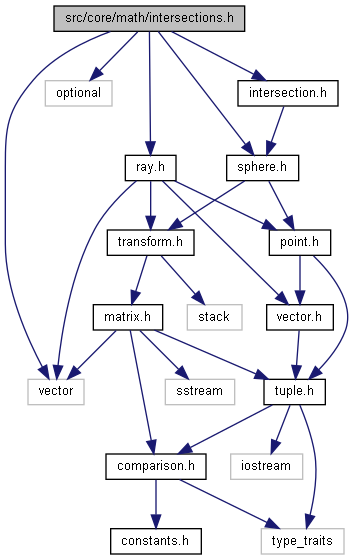 src/core/math/intersections.h
optional
intersection.h
ray.h
sphere.h
transform.h
point.h
matrix.h
stack
vector.h
vector
sstream
tuple.h
comparison.h
iostream
constants.h
type_traits